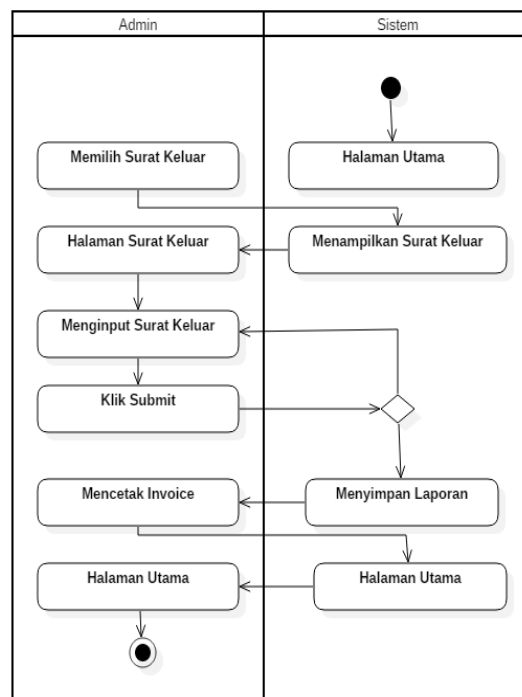 Admin
Sistem
Memilih Surat Keluar
Halaman Utama
Halaman Surat Keluar
Menampilkan Surat Keluar
Menginput Surat Keluar
Klik Submit
Mencetak Invoice
Menyimpan Laporan
Halaman Utama
Halaman Utama